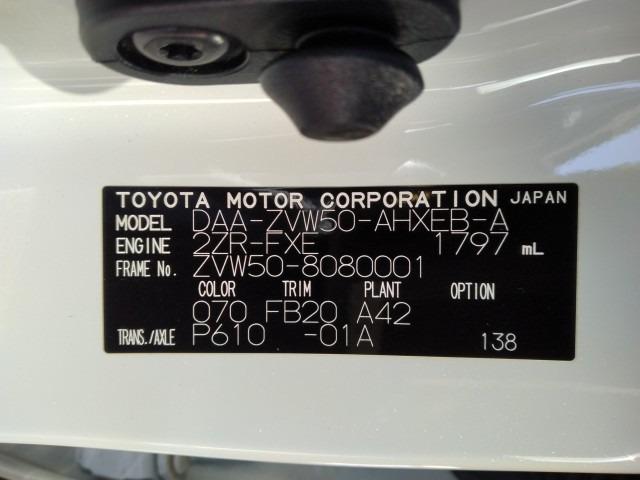 TOYOTA MOTOR CORPORATION JAPAN
MODEL DAA-ZVW50-AHXEB-A
ENGINE 2ZR-FXE 1797 mL
FRAME No. ZVW50-8080001
COLOR TRIM PLANT OPTION
070 FB20 A42
TRANS./AXLE P610 -01A 138